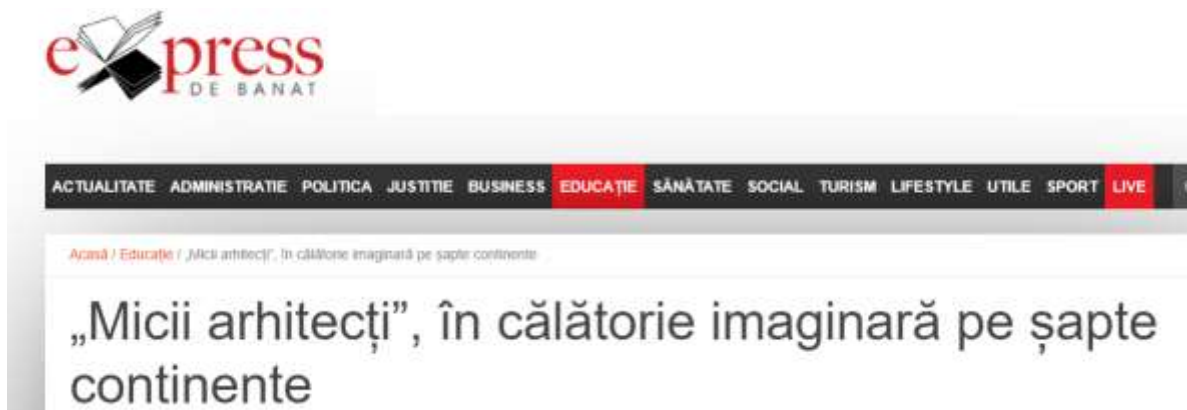 eXpress
DE BANAT
ACTUALITATE ADMINISTRATIE POLITICA JUSTITIE BUSINESS EDUCAȚIE SĂNĂTATE SOCIAL TURISM LIFESTYLE UTILE SPORT LIVE
Acasă / Educație / „Micii arhitecți”, în călătorie imaginară pe șapte continente
„Micii arhitecți”, în călătorie imaginară pe șapte
continente